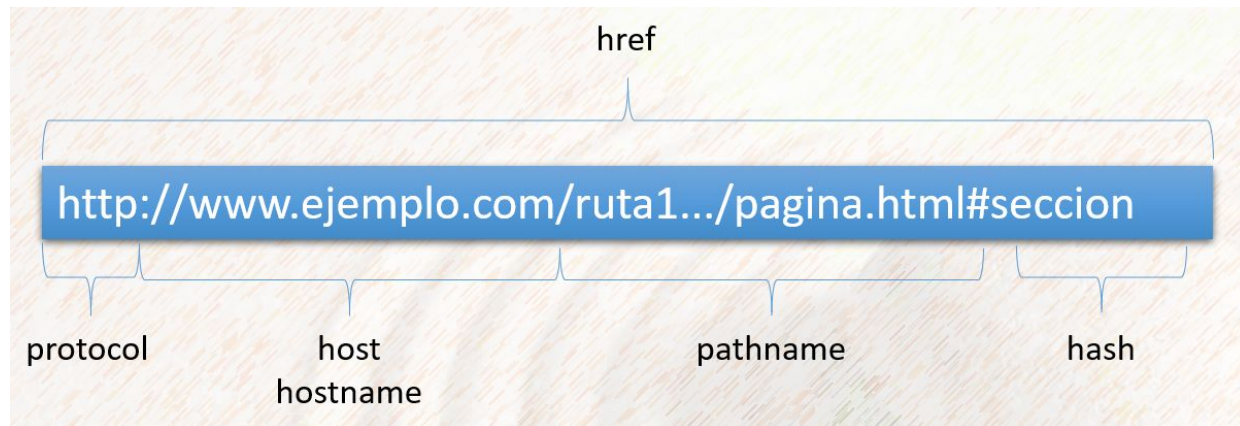 href
http://www.ejemplo.com/ruta1.../pagina.html#seccion
protocol
host
hostname
pathname
hash